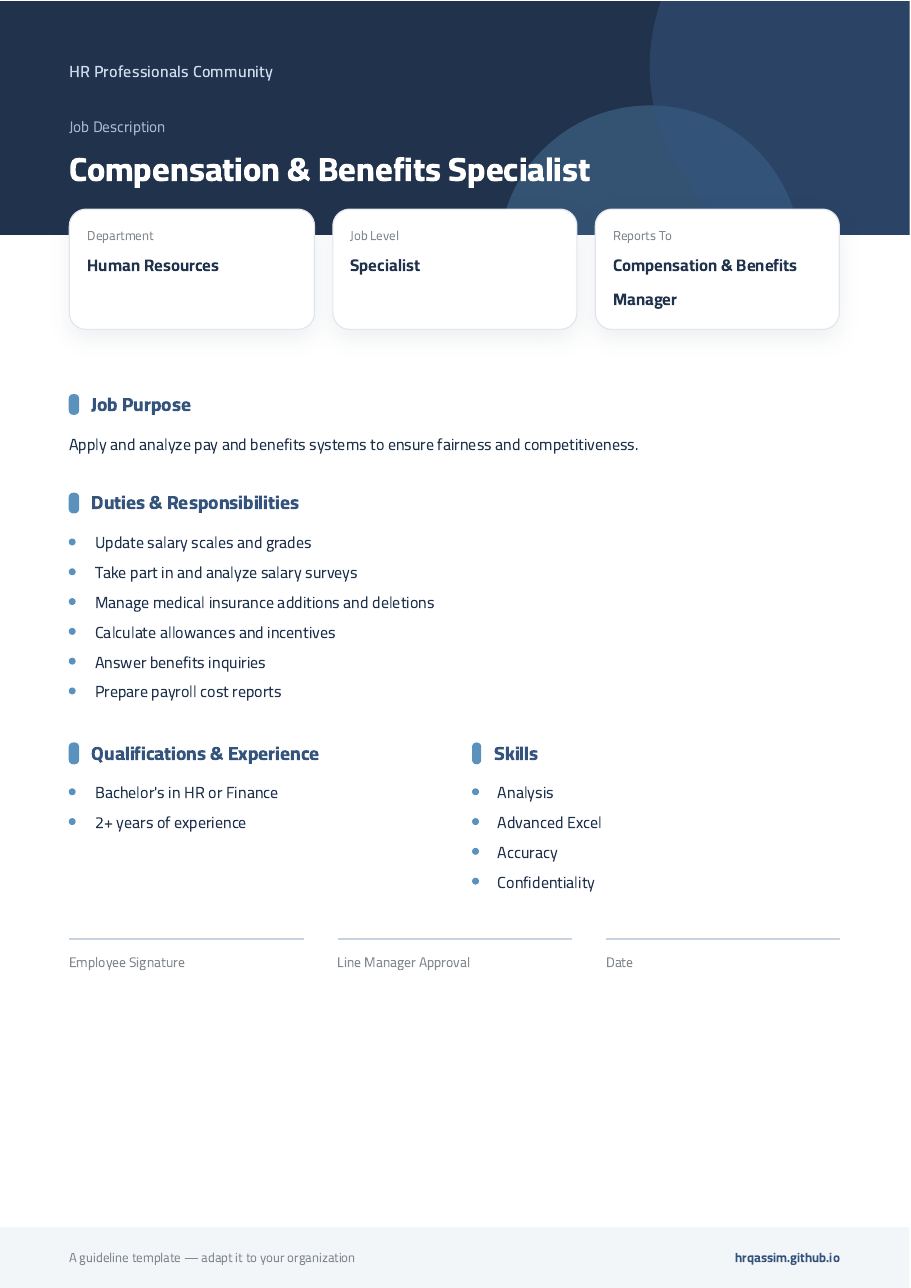 HR Professionals Community
Job Description
Compensation & Benefits Specialist
Department
Human Resources
Job Level
Specialist
Reports To
Compensation & Benefits
Manager
Job Purpose
Apply and analyze pay and benefits systems to ensure fairness and competitiveness.
Duties & Responsibilities
Update salary scales and grades
Take part in and analyze salary surveys
Manage medical insurance additions and deletions
Calculate allowances and incentives
Answer benefits inquiries
Prepare payroll cost reports
Qualifications & Experience
Bachelor's in HR or Finance
2+ years of experience
Skills
Analysis
Advanced Excel
Accuracy
Confidentiality
Employee Signature
Line Manager Approval
Date
A guideline template — adapt it to your organization
hrqassim.github.io